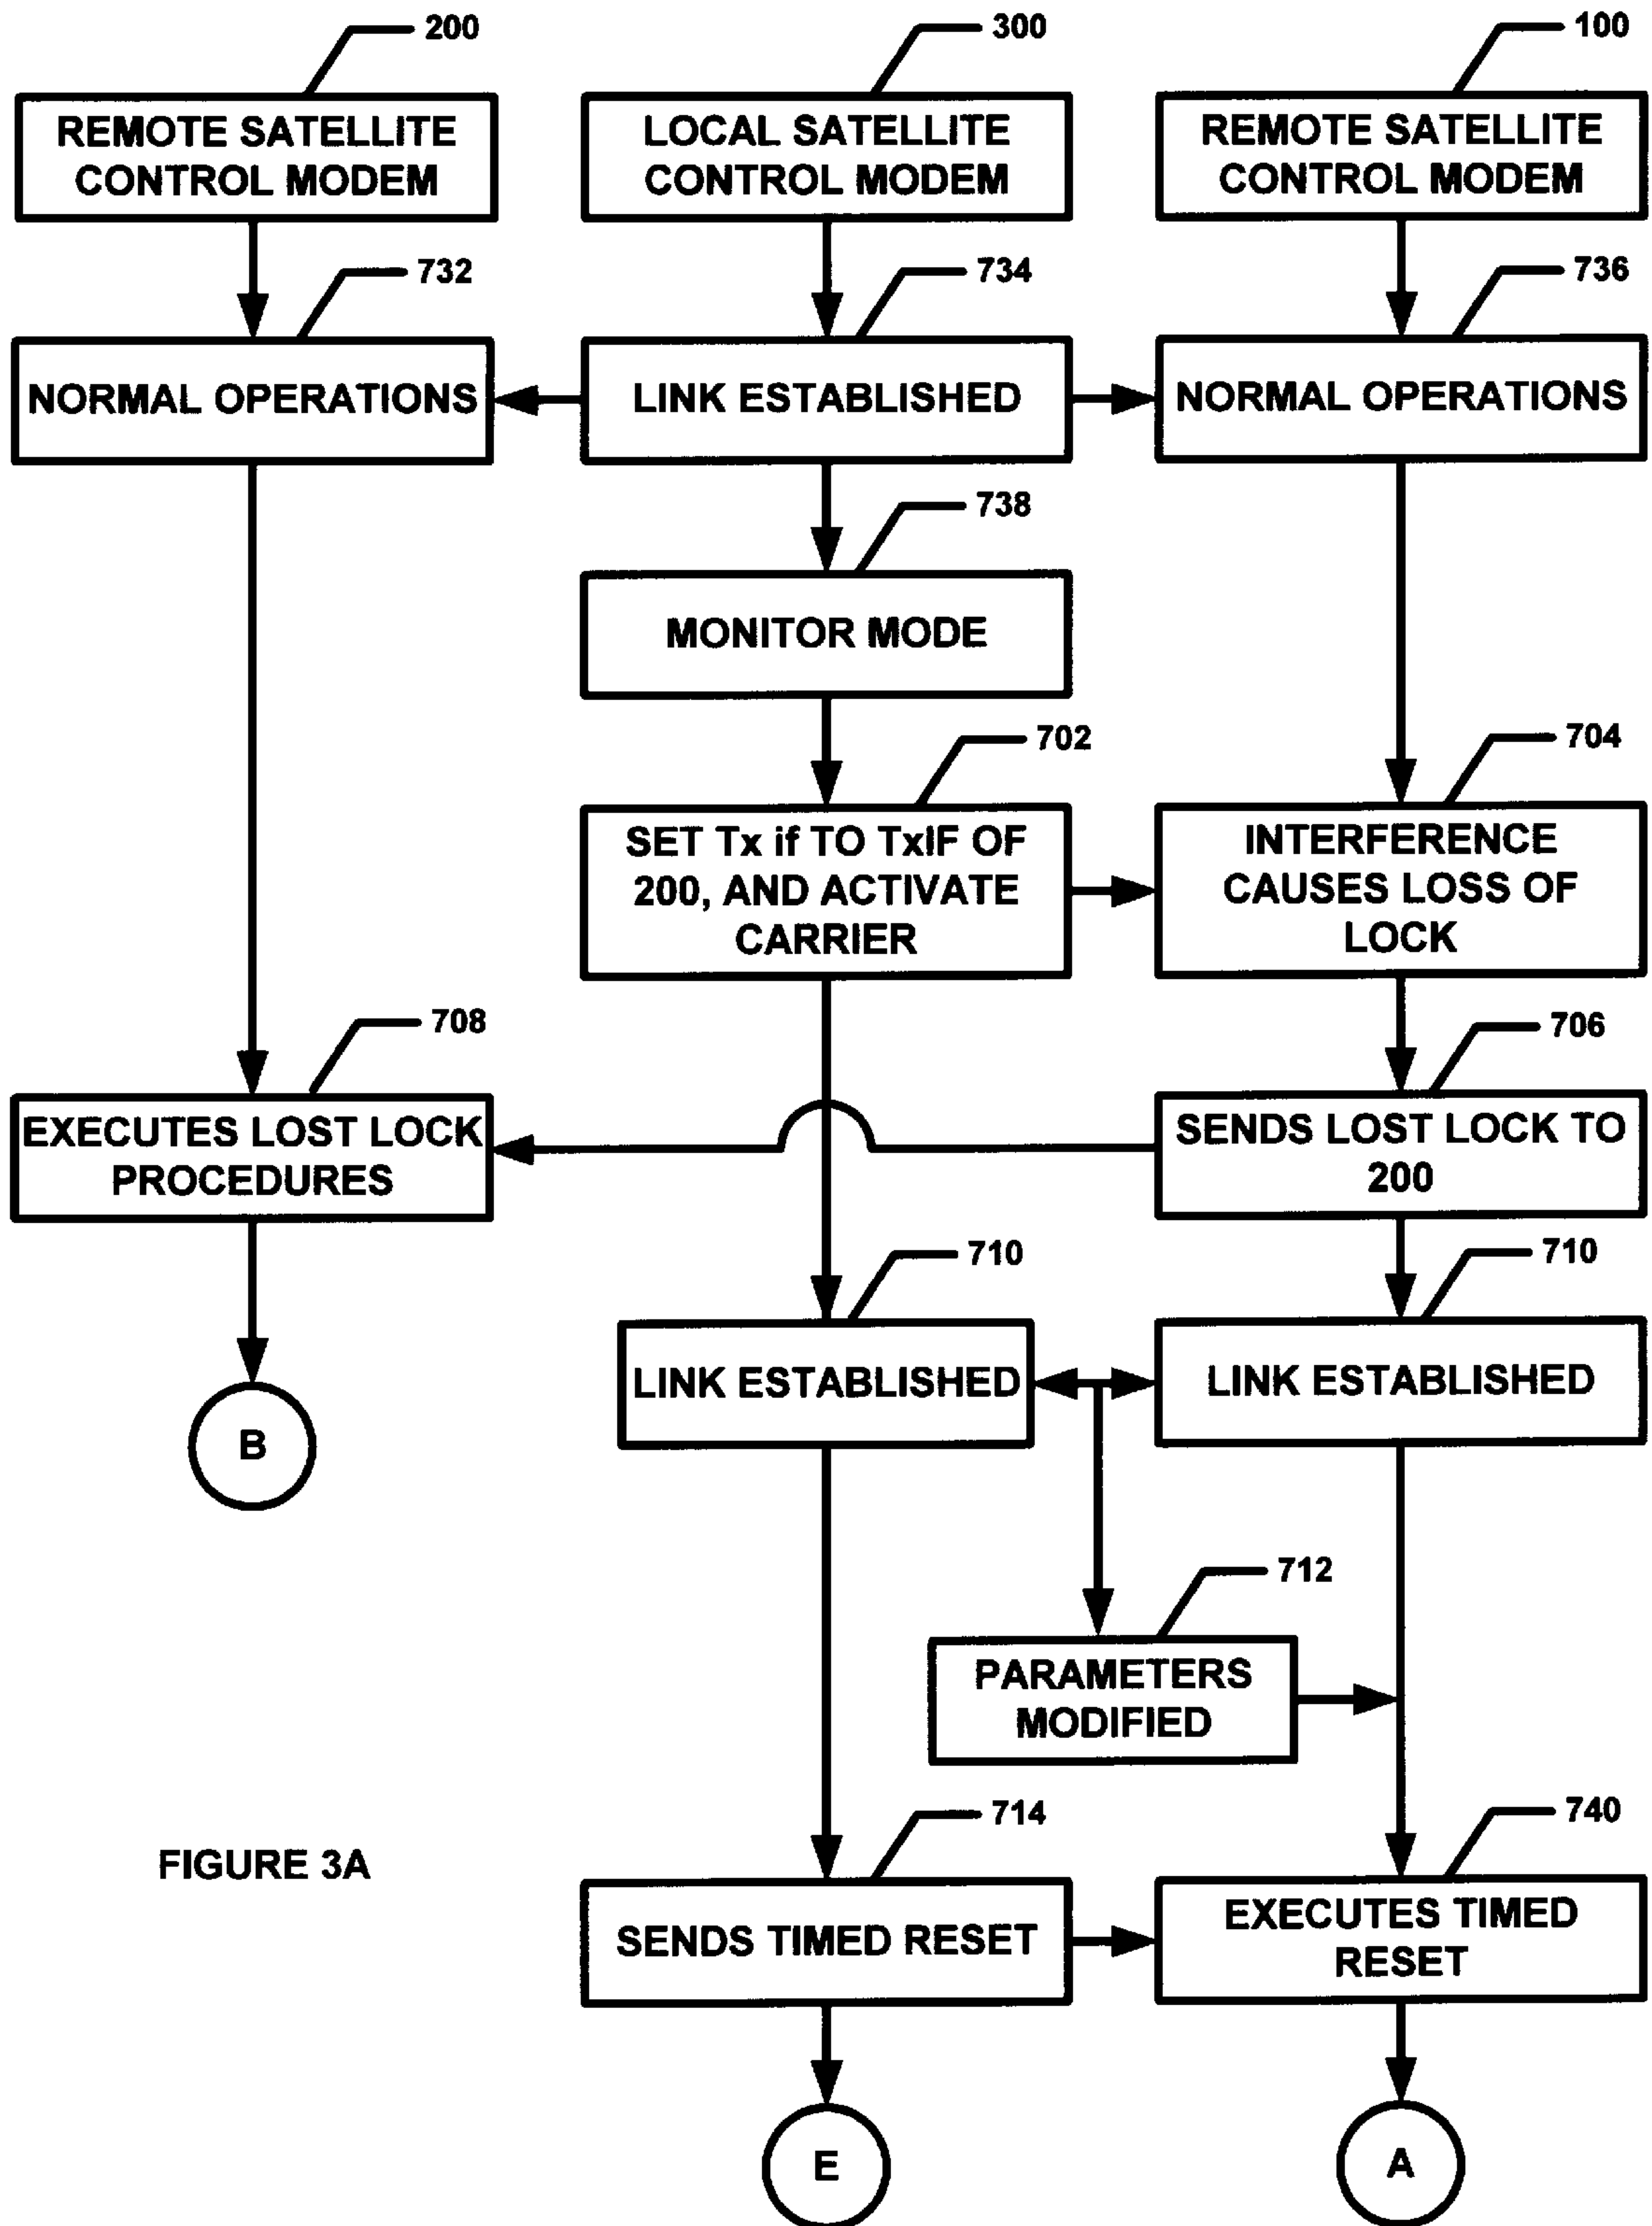 200
300
100
REMOTE SATELLITE
CONTROL MODEM
LOCAL SATELLITE
CONTROL MODEM
REMOTE SATELLITE
CONTROL MODEM
732
734
736
NORMAL OPERATIONS
LINK ESTABLISHED
NORMAL OPERATIONS
738
MONITOR MODE
702
704
SET Tx if TO TxIF OF
200, AND ACTIVATE
CARRIER
INTERFERENCE
CAUSES LOSS OF
LOCK
708
706
EXECUTES LOST LOCK
PROCEDURES
SENDS LOST LOCK TO
200
710
710
LINK ESTABLISHED
LINK ESTABLISHED
B
712
PARAMETERS
MODIFIED
714
740
FIGURE 3A
SENDS TIMED RESET
EXECUTES TIMED
RESET
E
A